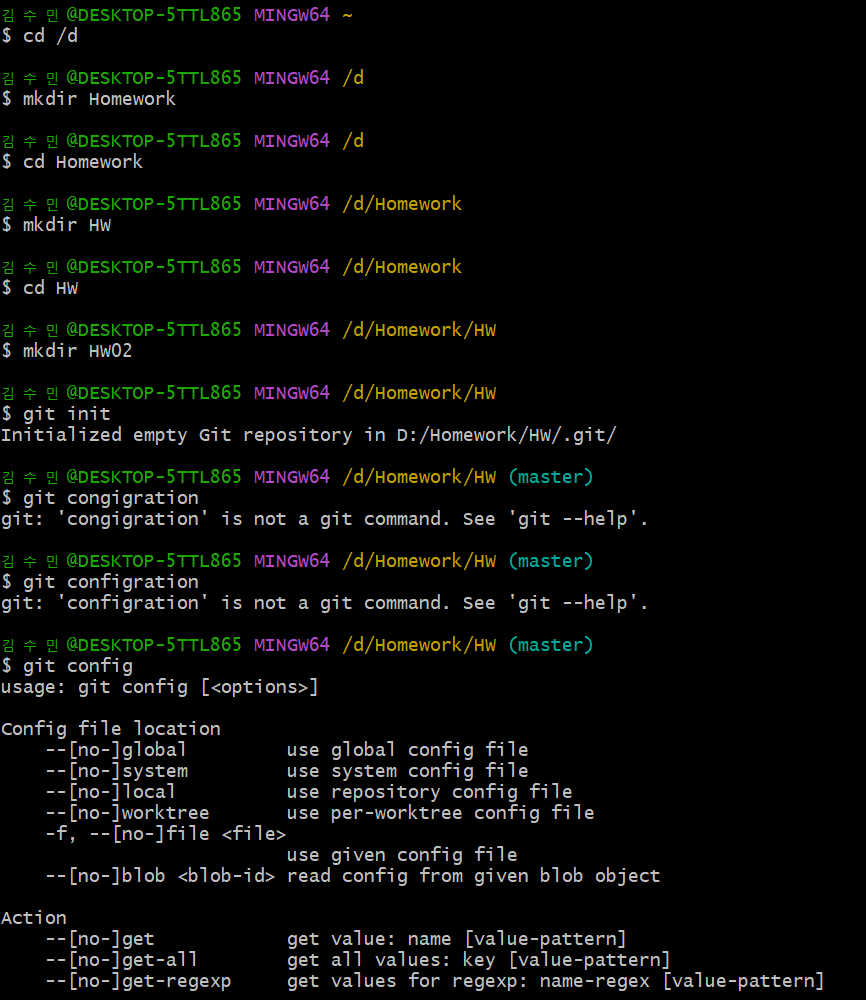 김 수 민 @DESKTOP-5TTL865 MINGW64 ~
$ cd /d
김 수 민 @DESKTOP-5TTL865 MINGW64 /d
$ mkdir Homework
김 수 민 @DESKTOP-5TTL865 MINGW64 /d
$ cd Homework
김 수 민 @DESKTOP-5TTL865 MINGW64 /d/Homework
$ mkdir HW
김 수 민 @DESKTOP-5TTL865 MINGW64 /d/Homework
$ cd HW
김 수 민 @DESKTOP-5TTL865 MINGW64 /d/Homework/HW
$ mkdir HW02
김 수 민 @DESKTOP-5TTL865 MINGW64 /d/Homework/HW
$ git init
Initialized empty Git repository in D:/Homework/HW/.git/
김 수 민 @DESKTOP-5TTL865 MINGW64 /d/Homework/HW (master)
$ git congigration
git: 'congigration' is not a git command. See 'git --help'.
김 수 민 @DESKTOP-5TTL865 MINGW64 /d/Homework/HW (master)
$ git configration
git: 'configration' is not a git command. See 'git --help'.
김 수 민 @DESKTOP-5TTL865 MINGW64 /d/Homework/HW (master)
$ git config
usage: git config [<options>]
Config file location
    --[no-]global         use global config file
    --[no-]system         use system config file
    --[no-]local          use repository config file
    --[no-]worktree       use per-worktree config file
    -f, --[no-]file <file>
                          use given config file
    --[no-]blob <blob-id> read config from given blob object
Action
    --[no-]get            get value: name [value-pattern]
    --[no-]get-all        get all values: key [value-pattern]
    --[no-]get-regexp     get values for regexp: name-regex [value-pattern]